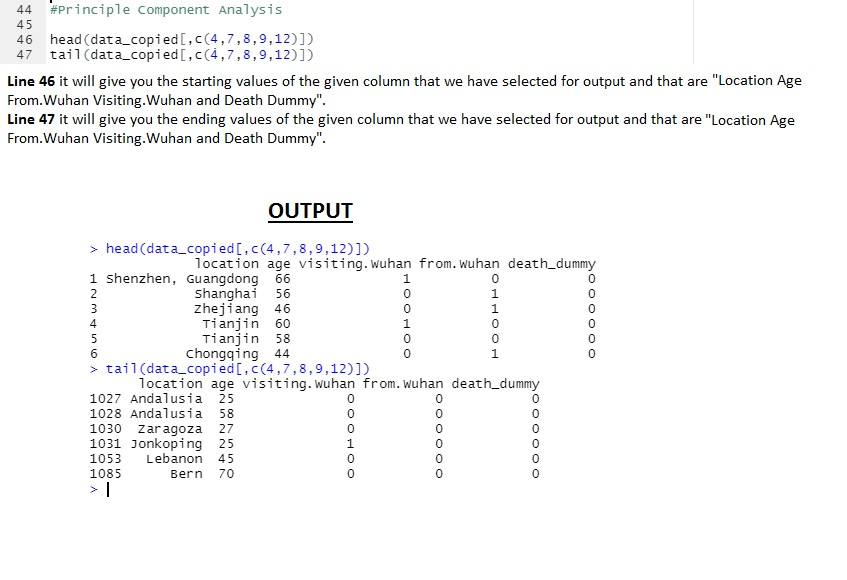 44 #Principle Component Analysis
45
46 head(data_copied[,c(4,7,8,9,12)])
47 tail(data_copied[,c(4,7,8,9,12)])
Line 46 it will give you the starting values of the given column that we have selected for output and that are "Location Age
From.Wuhan Visiting.Wuhan and Death Dummy".
Line 47 it will give you the ending values of the given column that we have selected for output and that are "Location Age
From.Wuhan Visiting.Wuhan and Death Dummy".
OUTPUT
> head(data_copied[,c(4,7,8,9,12)])
location age visiting.Wuhan from.Wuhan death_dummy
1 Shenzhen, Guangdong 66 1 0 0
2 Shanghai 56 0 1 0
3 Zhejiang 46 0 1 0
4 Tianjin 60 1 0 0
5 Tianjin 58 0 0 0
6 Chongqing 44 0 1 0
> tail(data_copied[,c(4,7,8,9,12)])
location age visiting.Wuhan from.Wuhan death_dummy
1027 Andalusia 25 0 0 0
1028 Andalusia 58 0 0 0
1030 Zaragoza 27 0 0 0
1031 Jonkoping 25 1 0 0
1053 Lebanon 45 0 0 0
1085 Bern 70 0 0 0
>